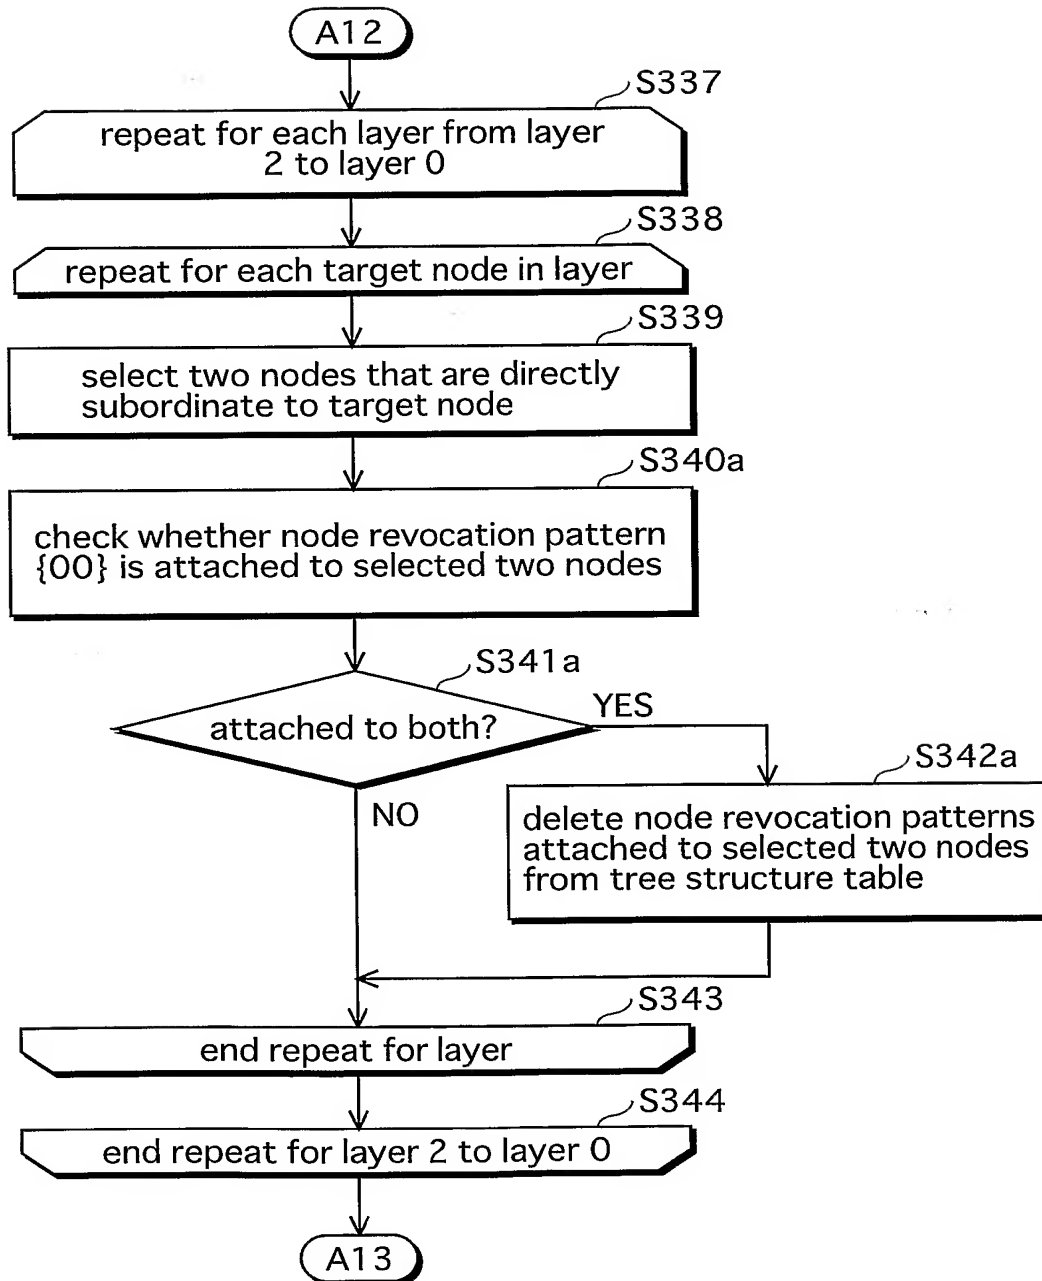 A12
S337
repeat for each layer from layer
2 to layer 0
S338
repeat for each target node in layer
S339
select two nodes that are directly
subordinate to target node
S340a
check whether node revocation pattern
{00} is attached to selected two nodes
S341a
attached to both?
YES
NO
S342a
delete node revocation patterns
attached to selected two nodes
from tree structure table
S343
end repeat for layer
S344
end repeat for layer 2 to layer 0
A13